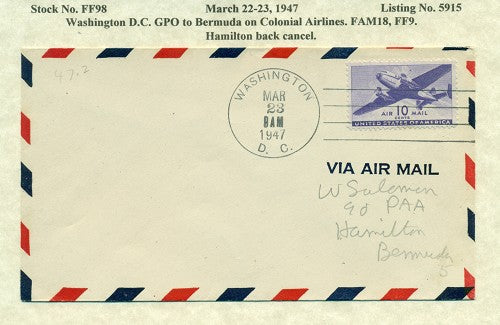 Stock No. FF98 March 22-23, 1947 Listing No. 5915
Washington D.C. GPO to Bermuda on Colonial Airlines. FAM18, FF9.
Hamilton back cancel.
47.2
WASHINGTON
MAR
23
8AM
1947
D. C.
AIR 10 MAIL
CENTS
UNITED STATES OF AMERICA
VIA AIR MAIL
W Salomon
90 PAA
Hamilton
Bermuda